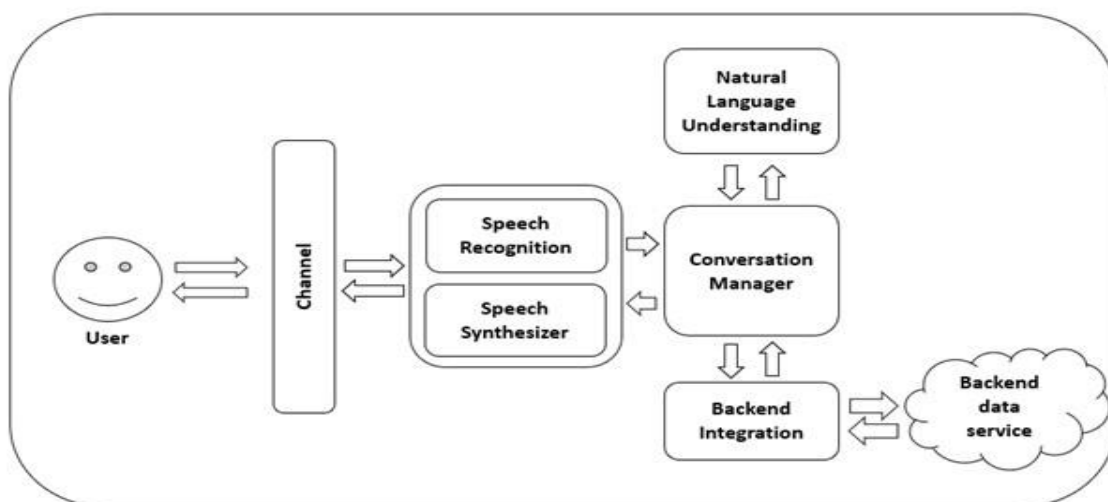 Natural
Language
Understanding
Speech
Recognition
Conversation
Manager
Channel
Speech
Synthesizer
User
Backend
Integration
Backend
data
service